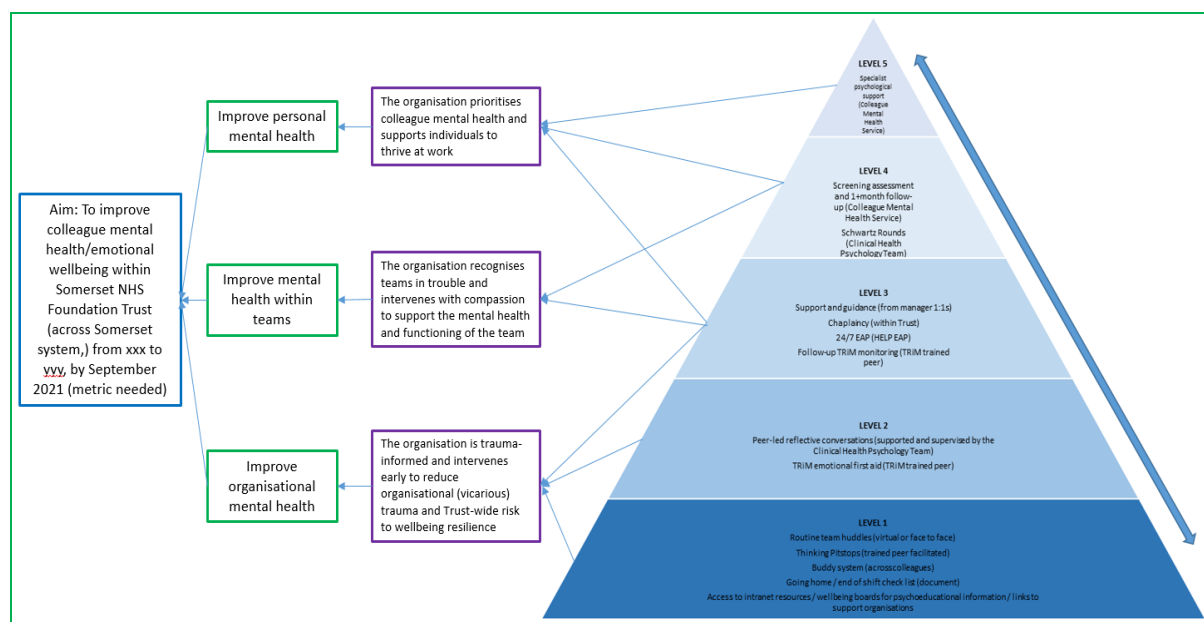 Aim: To improve
colleague mental
health/emotional
wellbeing within
Somerset NHS
Foundation Trust
(across Somerset
system,) from xxx to
yyy, by September
2021 (metric needed)
Improve personal
mental health
Improve mental
health within
teams
Improve
organisational
mental health
The organisation prioritises
colleague mental health and
supports individuals to
thrive at work
The organisation recognises
teams in trouble and
intervenes with compassion
to support the mental health
and functioning of the team
The organisation is trauma-
informed and intervenes
early to reduce
organisational (vicarious)
trauma and Trust-wide risk
to wellbeing resilience
LEVEL 5
Specialist
psychological
support
(Colleague
Mental
Health
Service)
LEVEL 4
Screening assessment
and 1+month follow-
up (Colleague Mental
Health Service)
Schwartz Rounds
(Clinical Health
Psychology Team)
LEVEL 3
Support and guidance (from manager 1:1s)
Chaplaincy (within Trust)
24/7 EAP (HELP EAP)
Follow-up TRiM monitoring (TRiM trained
peer)
LEVEL 2
Peer-led reflective conversations (supported and supervised by the
Clinical Health Psychology Team)
TRiM emotional first aid (TRiM trained peer)
LEVEL 1
Routine team huddles (virtual or face to face)
Thinking Pitstops (trained peer facilitated)
Buddy system (across colleagues)
Going home / end of shift check list (document)
Access to intranet resources / wellbeing boards for psychoeducational information / links to
support organisations